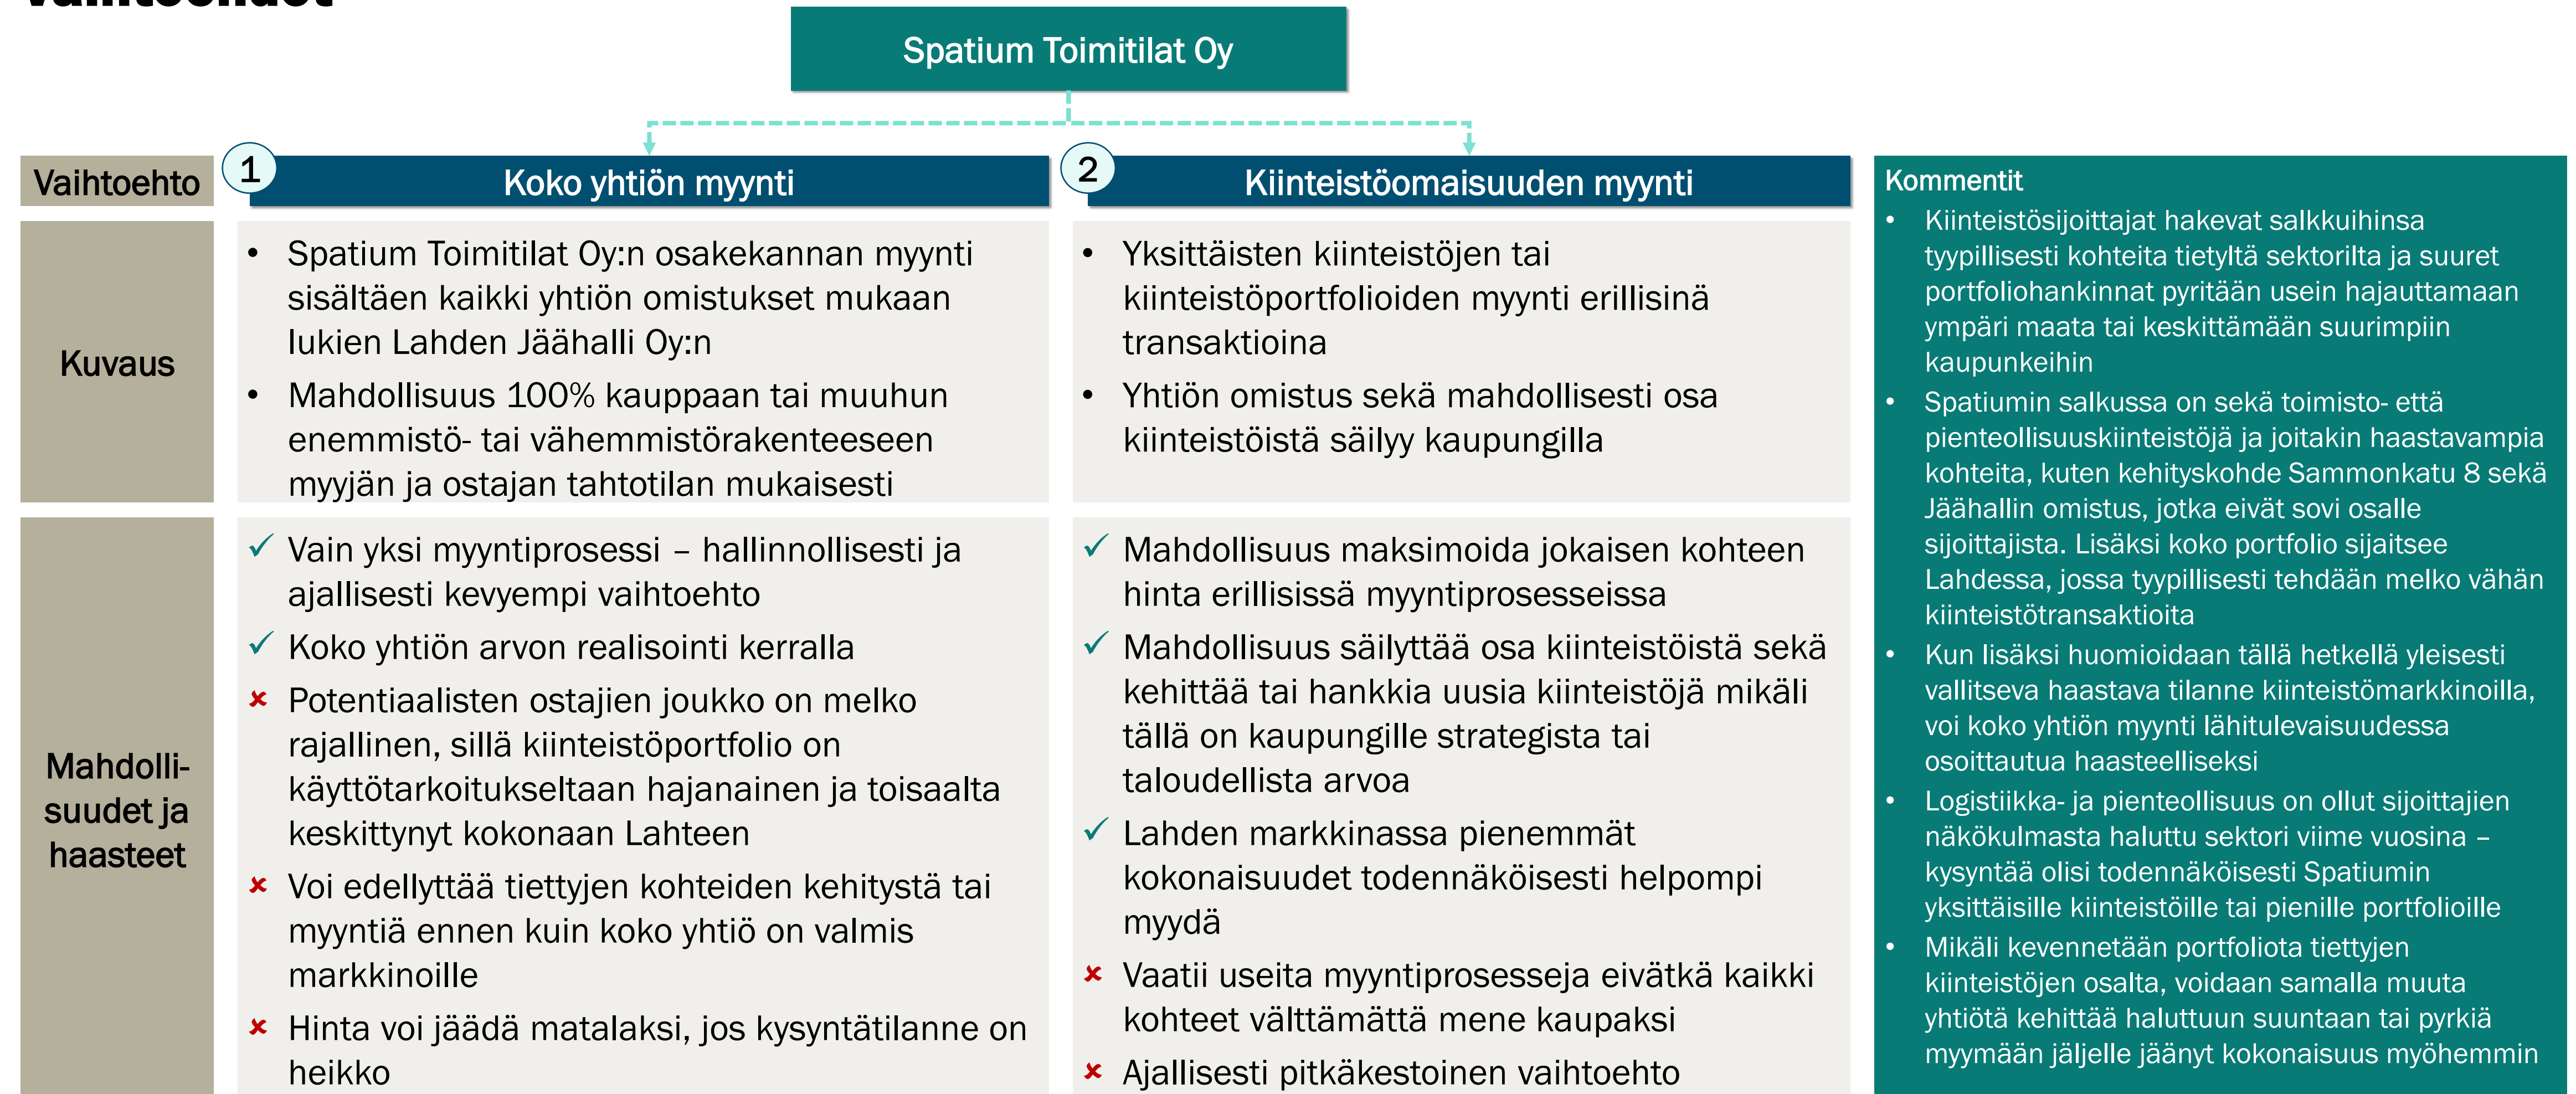 Spatium Toimitilat Oy
Vaihtoehto
1
Koko yhtiön myynti
2
Kiinteistöomaisuuden myynti
Kuvaus
• Spatium Toimitilat Oy:n osakekannan myynti
sisältäen kaikki yhtiön omistukset mukaan
lukien Lahden Jäähalli Oy:n
• Mahdollisuus 100% kauppaan tai muuhun
enemmistö- tai vähemmistörakenteeseen
myyjän ja ostajan tahtotilan mukaisesti
• Yksittäisten kiinteistöjen tai
kiinteistöportfolioiden myynti erillisinä
transaktioina
• Yhtiön omistus sekä mahdollisesti osa
kiinteistöistä säilyy kaupungilla
Mahdolli-
suudet ja
haasteet
✓ Vain yksi myyntiprosessi – hallinnollisesti ja
ajallisesti kevyempi vaihtoehto
✓ Koko yhtiön arvon realisointi kerralla
✘ Potentiaalisten ostajien joukko on melko
rajallinen, sillä kiinteistöportfolio on
käyttötarkoitukseltaan hajanainen ja toisaalta
keskittynyt kokonaan Lahteen
✘ Voi edellyttää tiettyjen kohteiden kehitystä tai
myyntiä ennen kuin koko yhtiö on valmis
markkinoille
✘ Hinta voi jäädä matalaksi, jos kysyntätilanne on
heikko
✓ Mahdollisuus maksimoida jokaisen kohteen
hinta erillisissä myyntiprosesseissa
✓ Mahdollisuus säilyttää osa kiinteistöistä sekä
kehittää tai hankkia uusia kiinteistöjä mikäli
tällä on kaupungille strategista tai
taloudellista arvoa
✓ Lahden markkinassa pienemmät
kokonaisuudet todennäköisesti helpompi
myydä
✘ Vaatii useita myyntiprosesseja eivätkä kaikki
kohteet välttämättä mene kaupaksi
✘ Ajallisesti pitkäkestoinen vaihtoehto
Kommentit
• Kiinteistösijoittajat hakevat salkkuihinsa
tyypillisesti kohteita tietyltä sektorilta ja suuret
portfoliohankinnat pyritään usein hajauttamaan
ympäri maata tai keskittämään suurimpiin
kaupunkeihin
• Spatiumin salkussa on sekä toimisto- että
pienteollisuuskiinteistöjä ja joitakin haastavampia
kohteita, kuten kehityskohde Sammonkatu 8 sekä
Jäähallin omistus, jotka eivät sovi osalle
sijoittajista. Lisäksi koko portfolio sijaitsee
Lahdessa, jossa tyypillisesti tehdään melko vähän
kiinteistötransaktioita
• Kun lisäksi huomioidaan tällä hetkellä yleisesti
vallitseva haastava tilanne kiinteistömarkkinoilla,
voi koko yhtiön myynti lähitulevaisuudessa
osoittautua haasteelliseksi
• Logistiikka- ja pienteollisuus on ollut sijoittajien
näkökulmasta haluttu sektori viime vuosina –
kysyntää olisi todennäköisesti Spatiumin
yksittäisille kiinteistöille tai pienille portfolioille
• Mikäli kevennetään portfoliota tiettyjen
kiinteistöjen osalta, voidaan samalla muuta
yhtiötä kehittää haluttuun suuntaan tai pyrkiä
myymään jäljelle jäänyt kokonaisuus myöhemmin